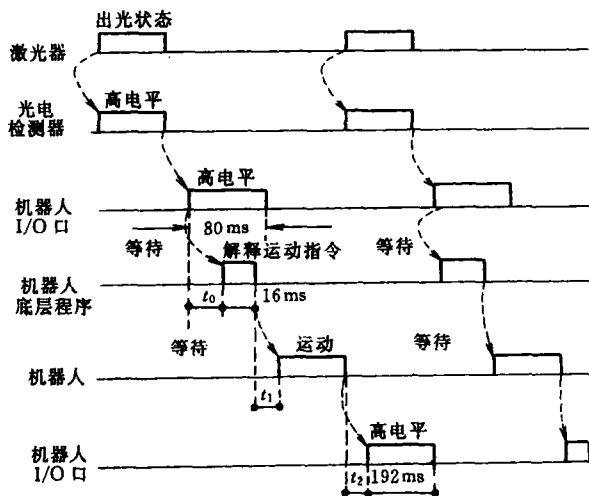 出光状态
激光器
高电平
光电
检测器
高电平
机器人
I/O 口
80 ms
等待
解释运动指令
等待
机器人
底层程序
t₀
16 ms
等待
运动
等待
机器人
t₁
高电平
机器人
I/O 口
t₂
192 ms